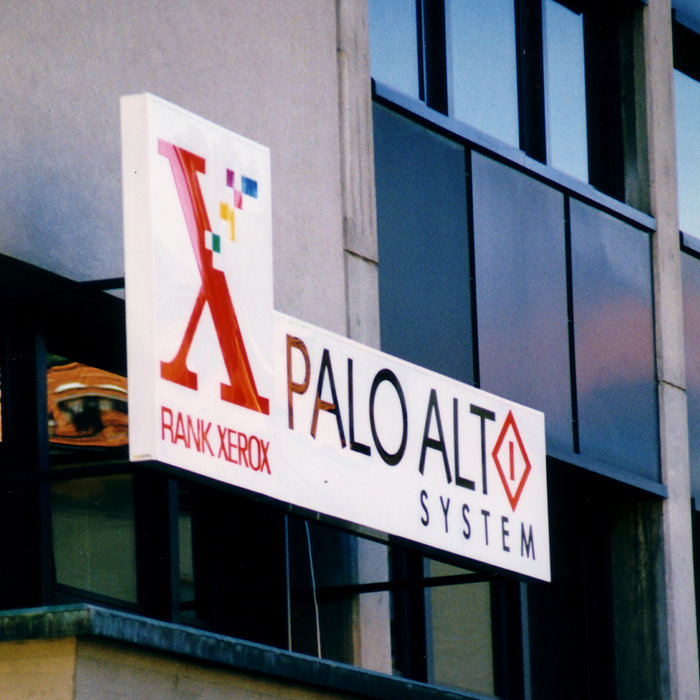 X
RANK XEROX
PALO ALTO
SYSTEM